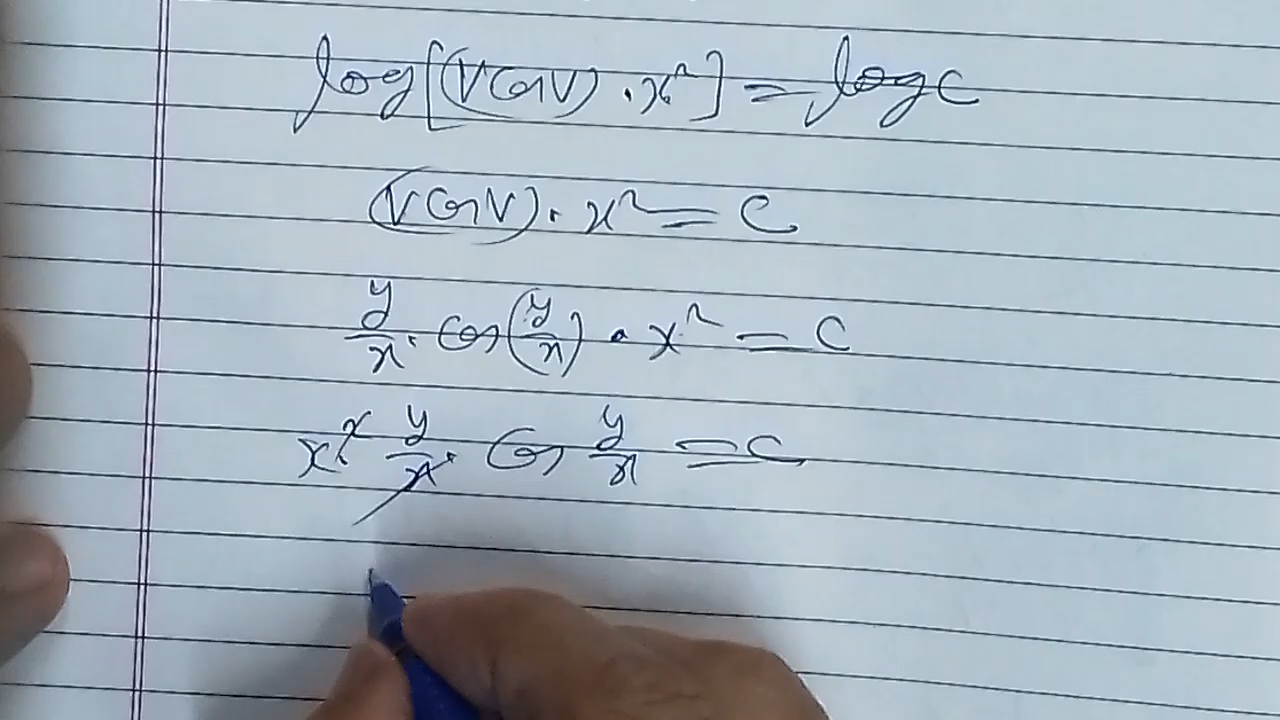 log[(V cos V) . x²] = log c
(V cos V) . x² = c
y/x . cos(y/x) . x² = c
x² . y/x . cos y/x = c